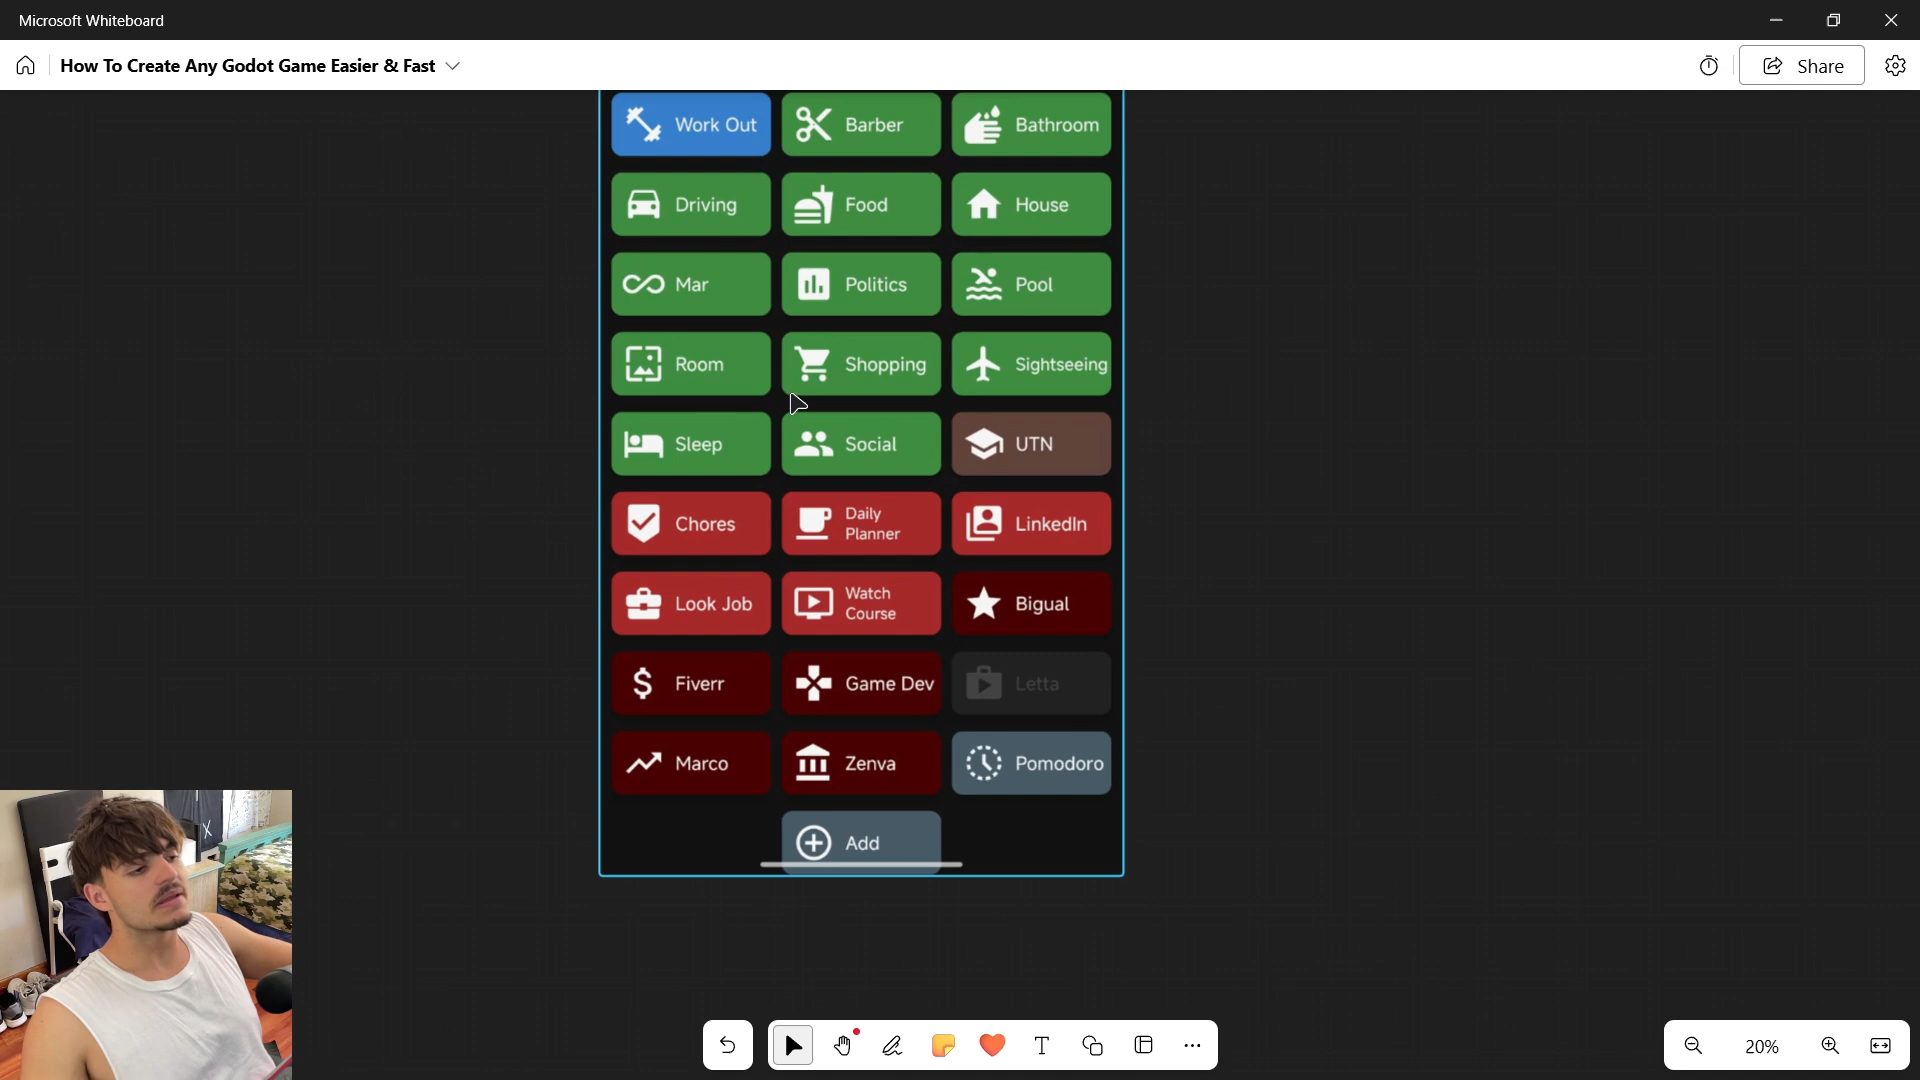 Microsoft Whiteboard
How To Create Any Godot Game Easier & Fast
Share
Work Out
Barber
Bathroom
Driving
Food
House
Mar
Politics
Pool
Room
Shopping
Sightseeing
Sleep
Social
UTN
Chores
Daily
Planner
LinkedIn
Look Job
Watch
Course
Bigual
Fiverr
Game Dev
Letta
Marco
Zenva
Pomodoro
Add
20%